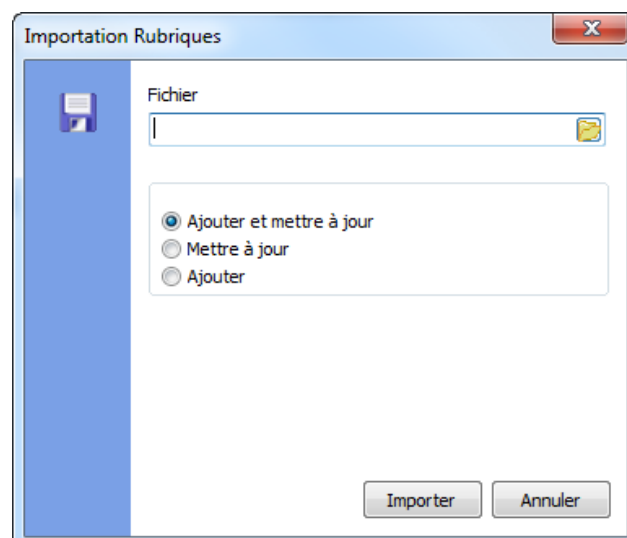 Importation Rubriques
Fichier
Ajouter et mettre à jour
Mettre à jour
Ajouter
Importer Annuler